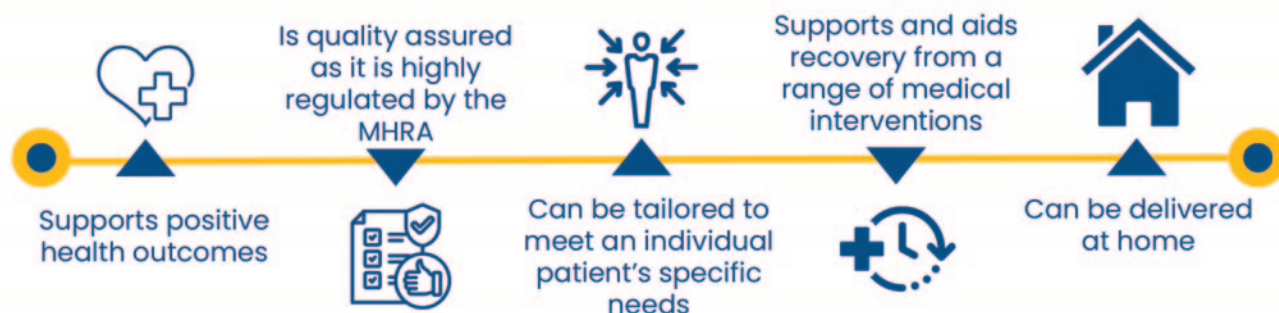 Supports positive
health outcomes
Is quality assured
as it is highly
regulated by the
MHRA
Can be tailored to
meet an individual
patient's specific
needs
Supports and aids
recovery from a
range of medical
interventions
Can be delivered
at home